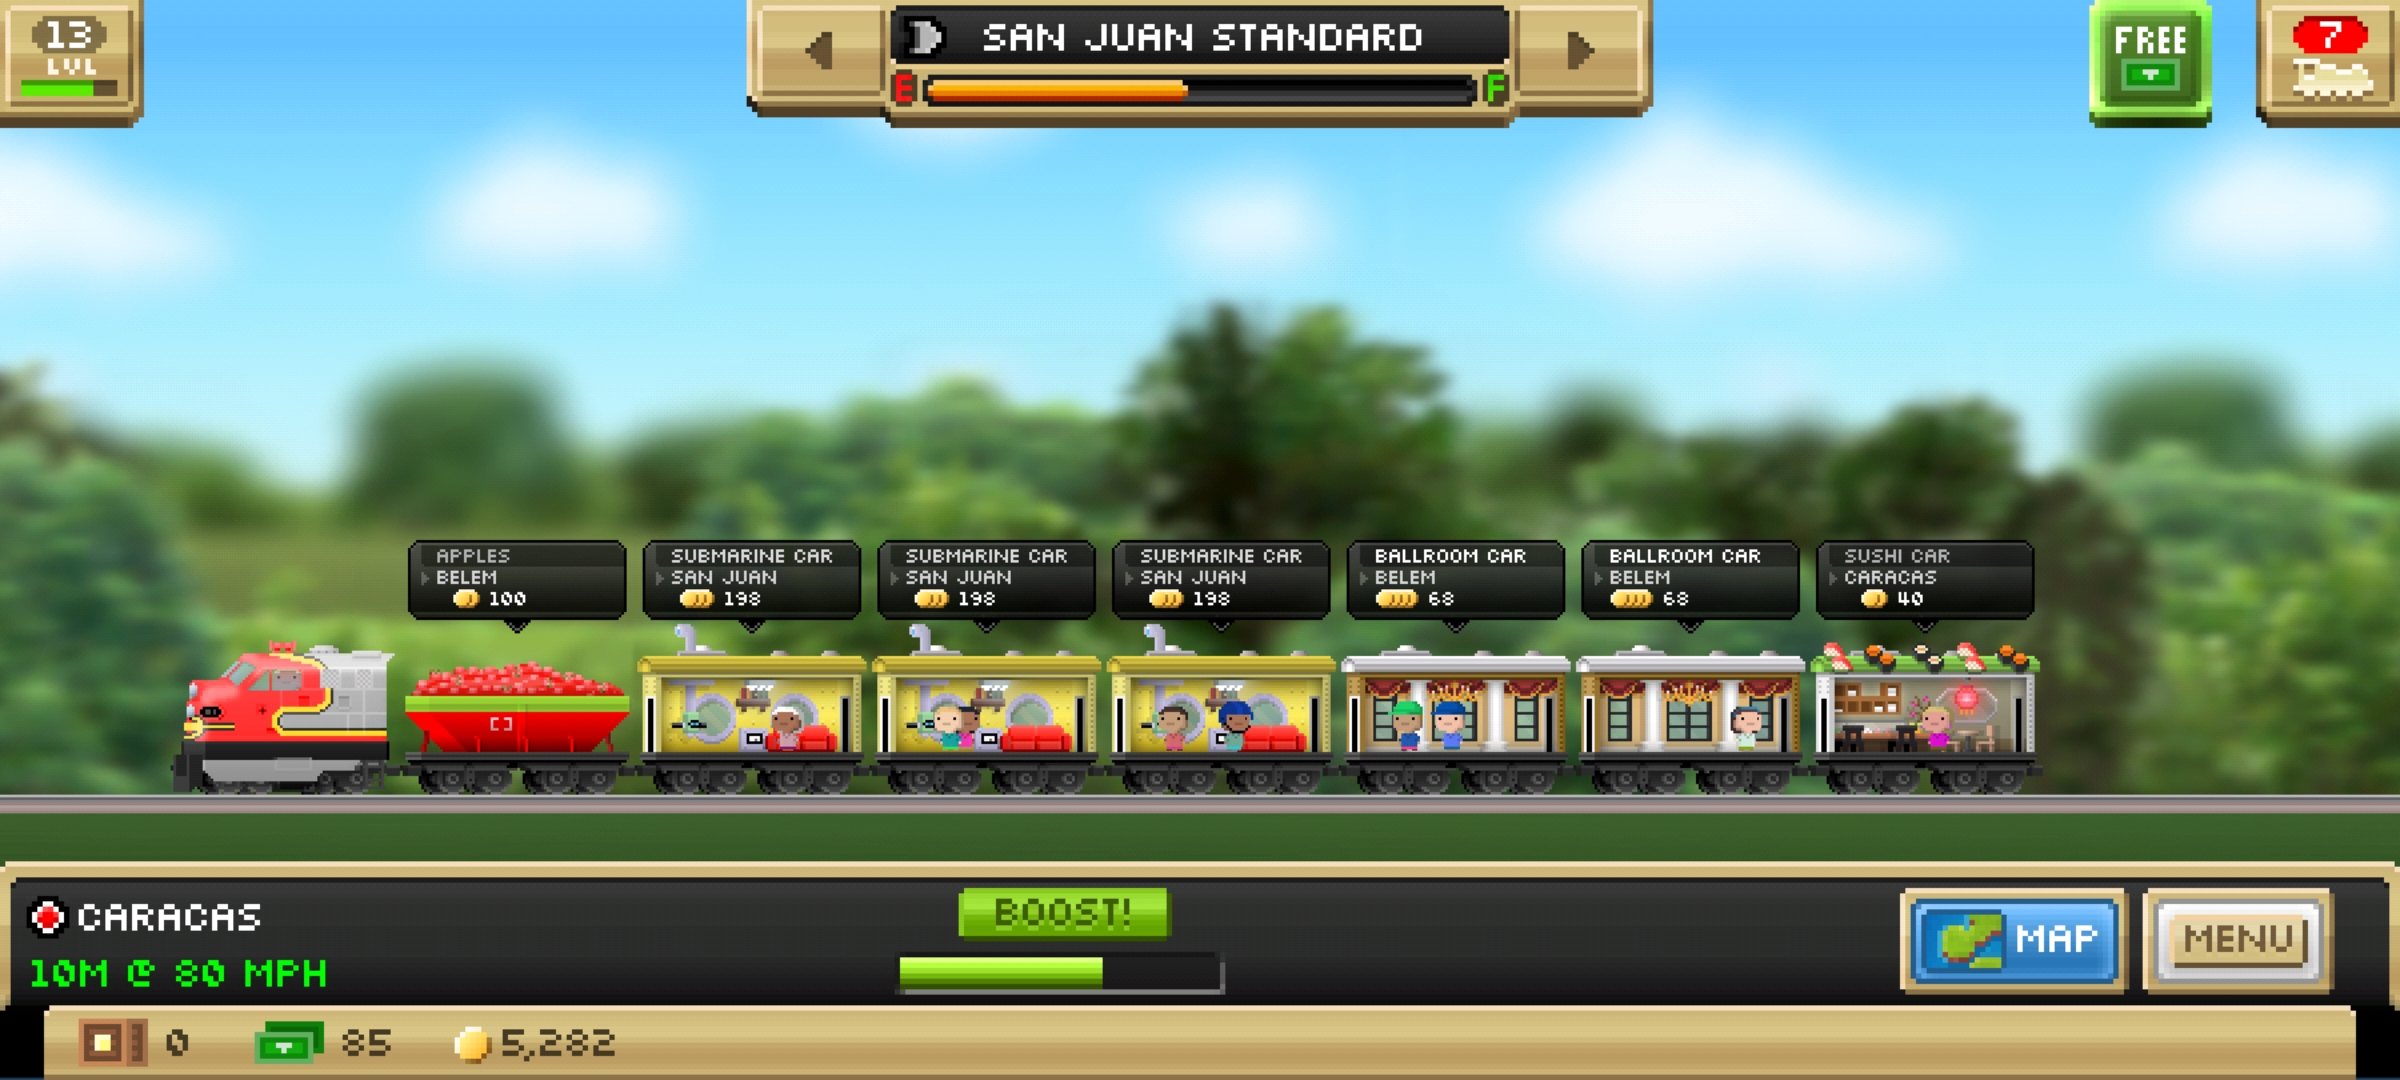 13
LVL
SAN JUAN STANDARD
E
F
FREE
7
APPLES
BELEM
100
SUBMARINE CAR
SAN JUAN
198
SUBMARINE CAR
SAN JUAN
198
SUBMARINE CAR
SAN JUAN
198
BALLROOM CAR
BELEM
68
BALLROOM CAR
BELEM
68
SUSHI CAR
CARACAS
40
CARACAS
10M @ 80 MPH
BOOST!
MAP
MENU
0
85
5,282